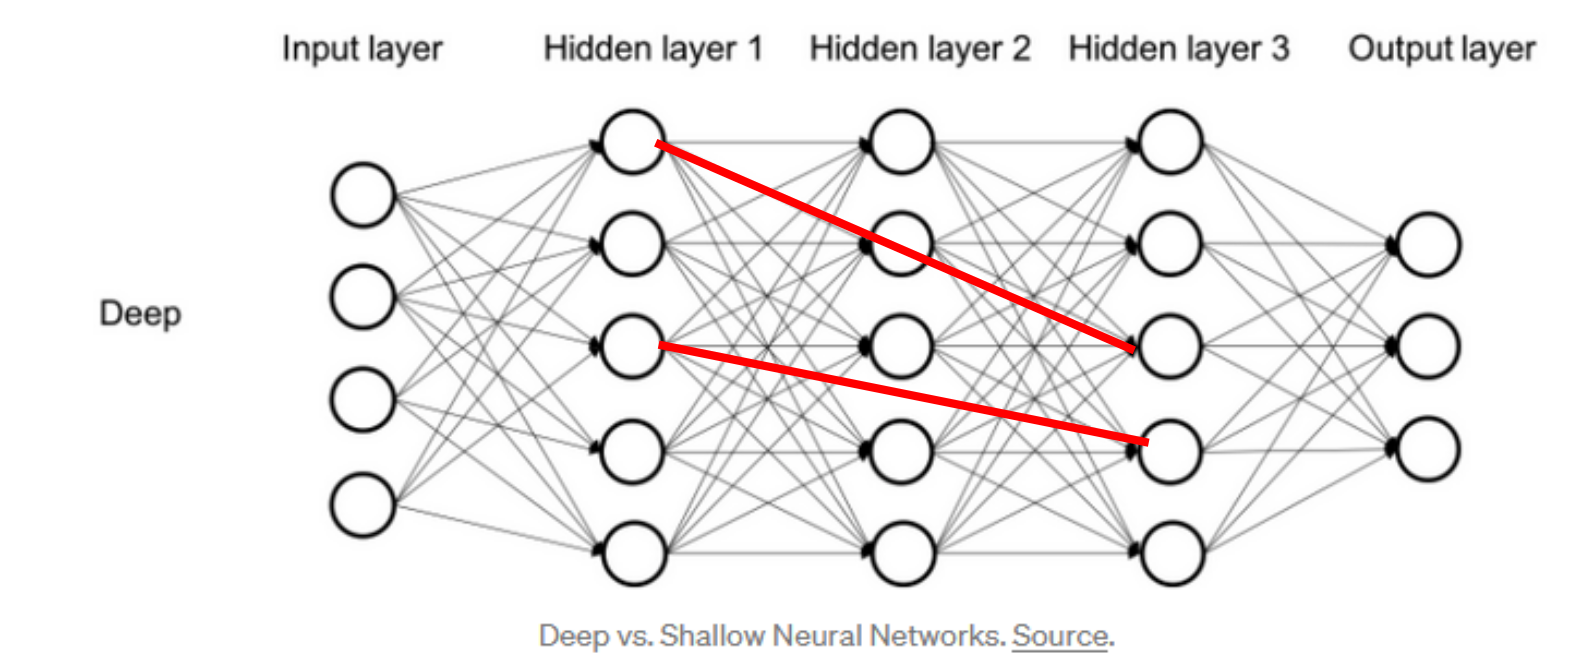 Input layer Hidden layer 1 Hidden layer 2 Hidden layer 3 Output layer
Deep
Deep vs. Shallow Neural Networks. Source.